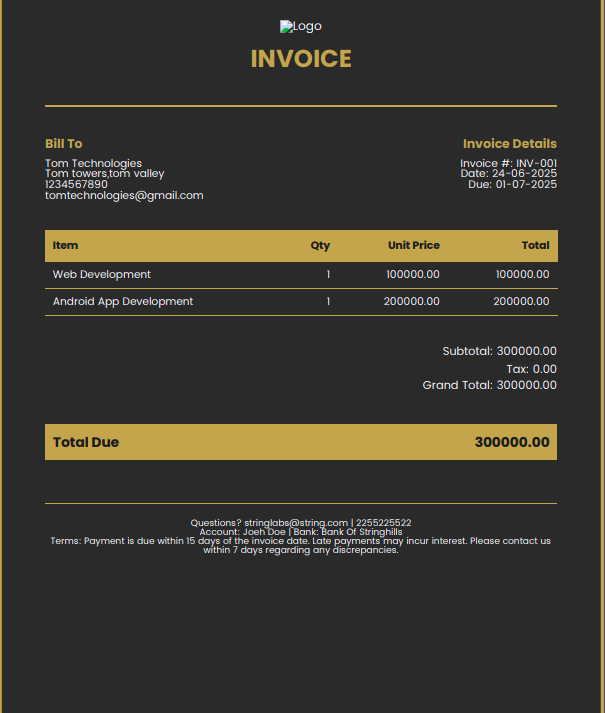 Logo
INVOICE
Bill To
Tom Technologies
Tom towers,tom valley
1234567890
tomtechnologies@gmail.com
Invoice Details
Invoice #: INV-001
Date: 24-06-2025
Due: 01-07-2025
Item Qty Unit Price Total
Web Development 1 100000.00 100000.00
Android App Development 1 200000.00 200000.00
Subtotal: 300000.00
Tax: 0.00
Grand Total: 300000.00
Total Due 300000.00
Questions? stringlabs@string.com | 2255225522
Account: Joeh Doe | Bank: Bank Of Stringhills
Terms: Payment is due within 15 days of the invoice date. Late payments may incur interest. Please contact us
within 7 days regarding any discrepancies.